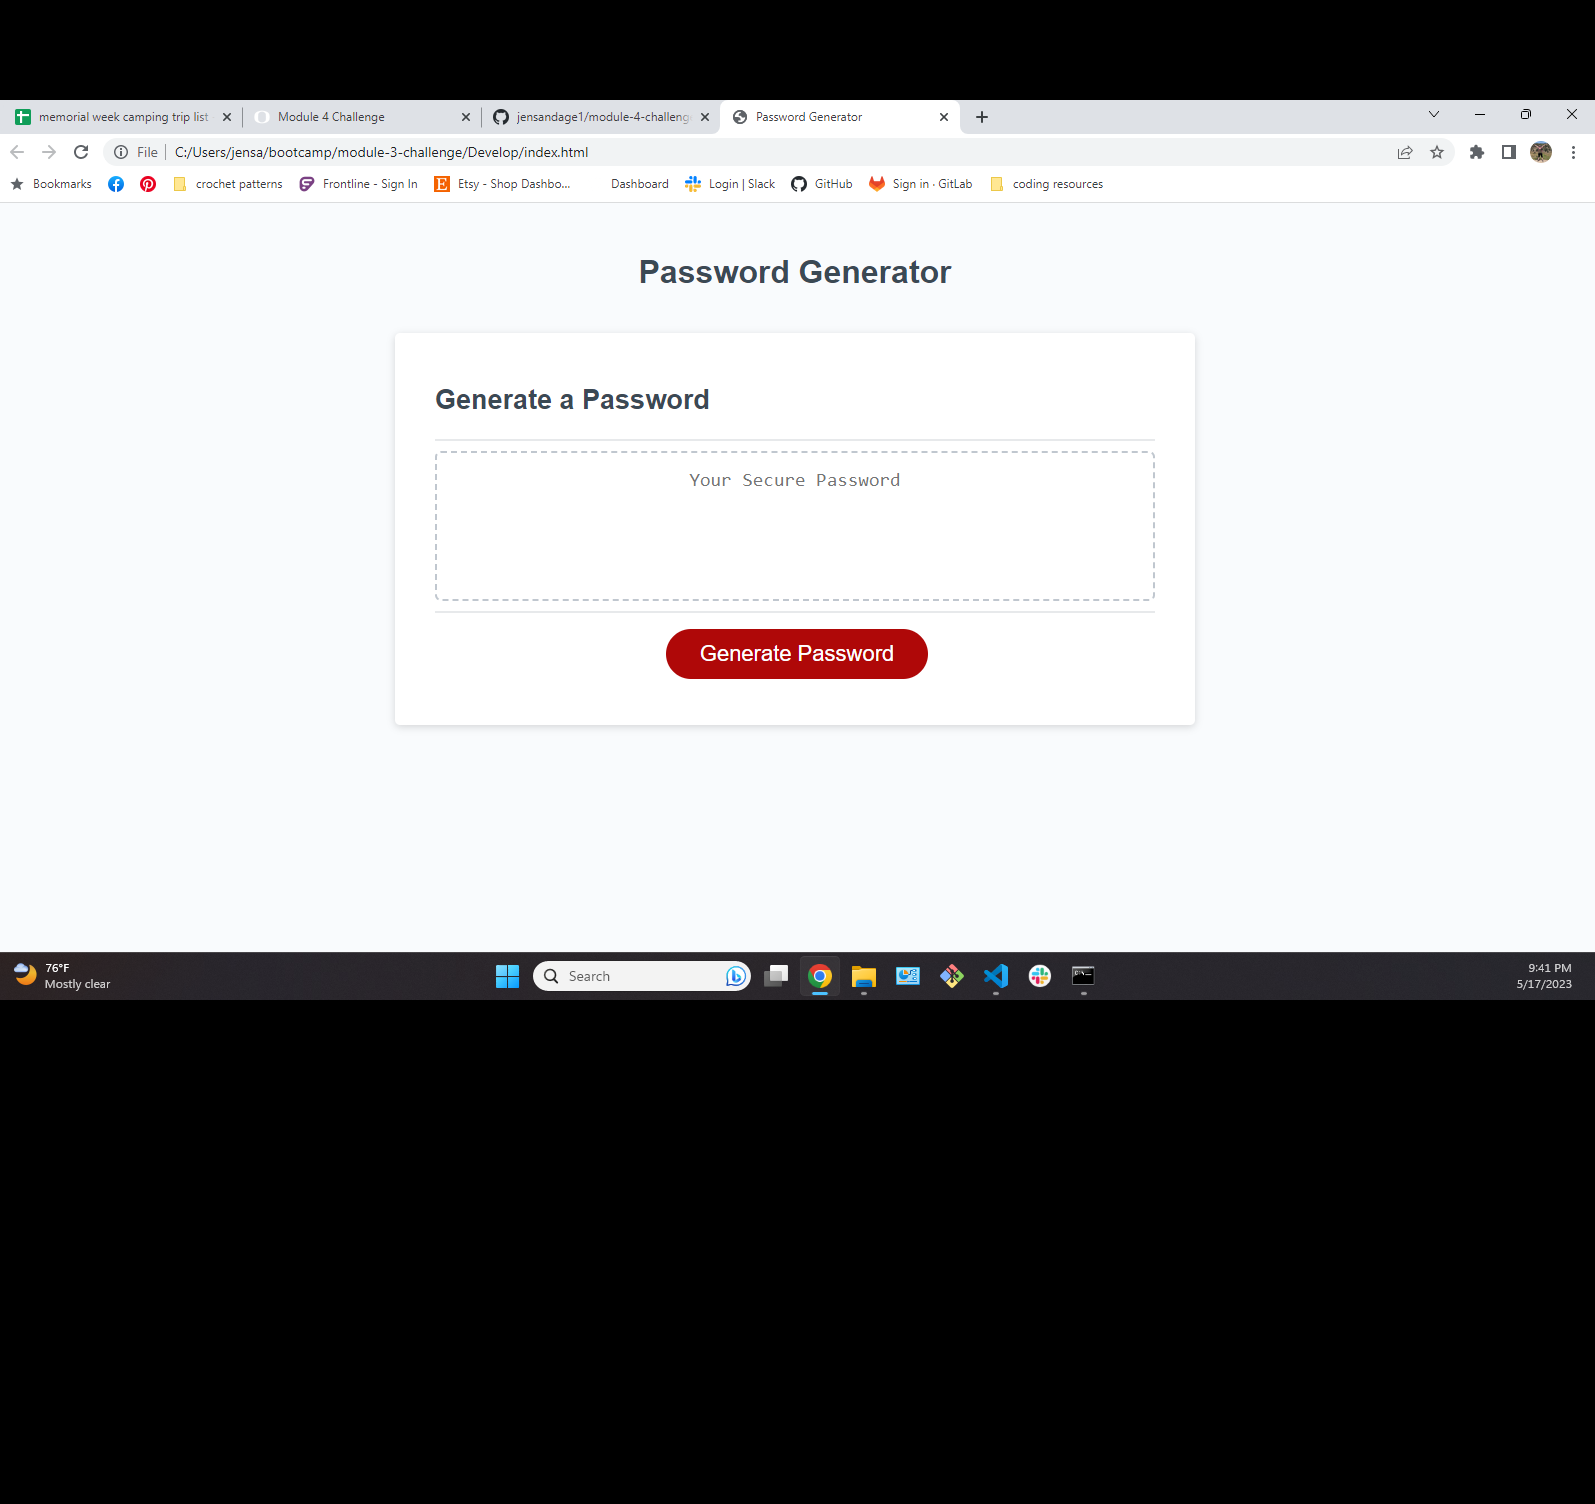 memorial week camping trip list
Module 4 Challenge
jensandage1/module-4-challeng
Password Generator
File
C:/Users/jensa/bootcamp/module-3-challenge/Develop/index.html
Bookmarks
crochet patterns
Frontline - Sign In
Etsy - Shop Dashbo...
Dashboard
Login | Slack
GitHub
Sign in · GitLab
coding resources
Password Generator
Generate a Password
Your Secure Password
Generate Password
76°F
Mostly clear
Search
9:41 PM
5/17/2023